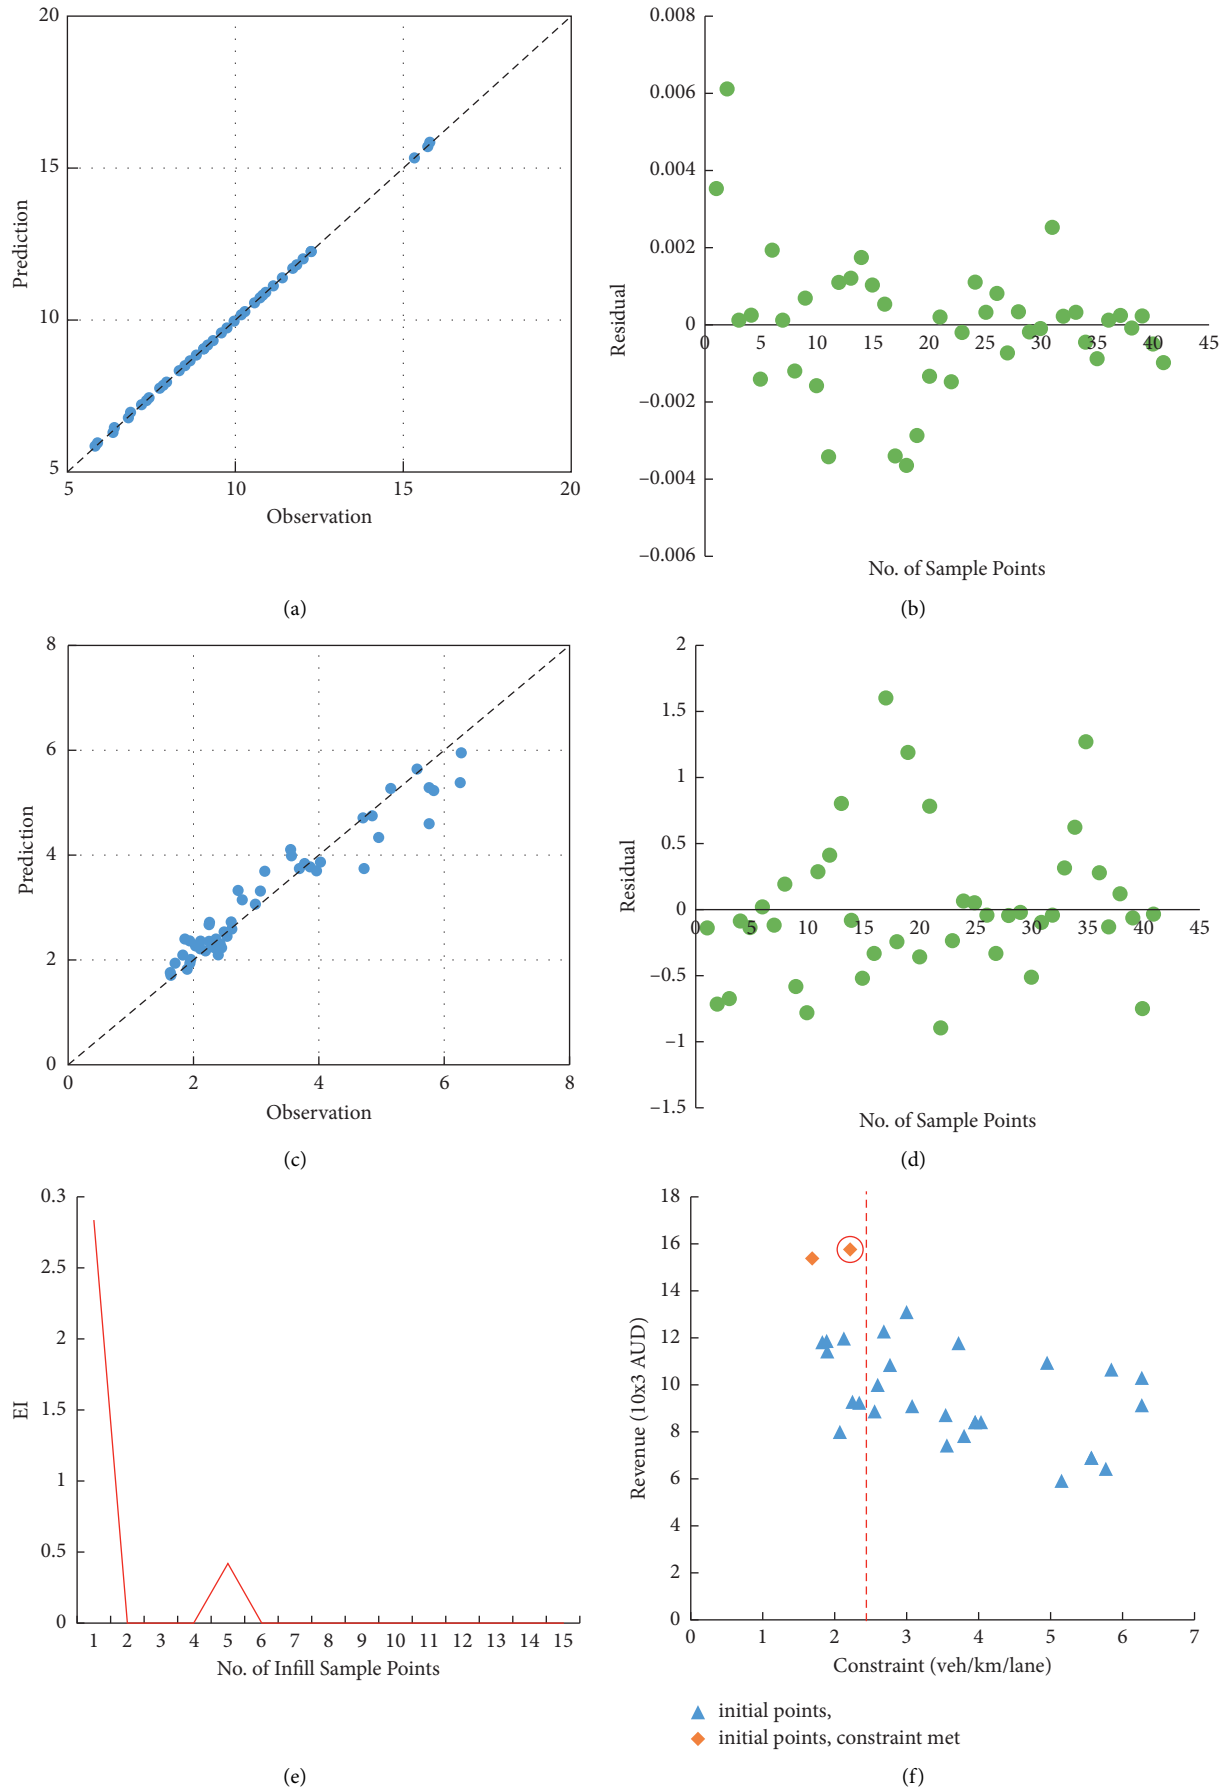 20
15
10
5
Prediction
5 10 15 20
Observation
(a)
0.008
0.006
0.004
0.002
0
–0.002
–0.004
–0.006
Residual
0 5 10 15 20 25 30 35 40 45
No. of Sample Points
(b)
8
6
4
2
0
Prediction
0 2 4 6 8
Observation
(c)
2
1.5
1
0.5
0
–0.5
–1
–1.5
Residual
0 5 10 15 20 25 30 35 40 45
No. of Sample Points
(d)
0.3
2.5
2
1.5
1
0.5
0
EI
1 2 3 4 5 6 7 8 9 10 11 12 13 14 15
No. of Infill Sample Points
(e)
18
16
14
12
10
8
6
4
2
0
Revenue (10x3 AUD)
0 1 2 3 4 5 6 7
Constraint (veh/km/lane)
initial points,
initial points, constraint met
(f)